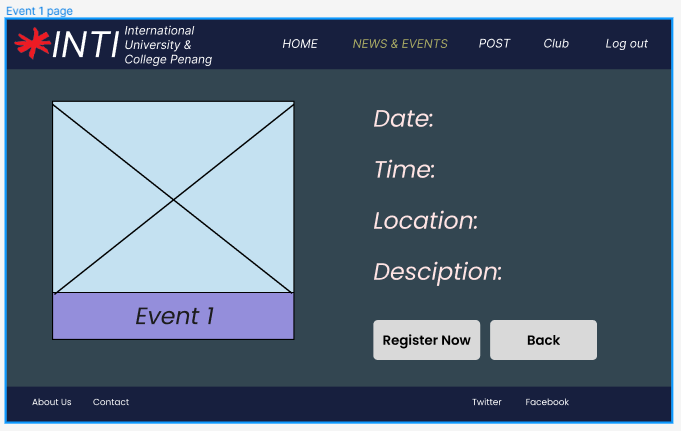 Event 1 page
INTI
International
University &
College Penang
HOME
NEWS & EVENTS
POST
Club
Log out
Date:
Time:
Location:
Desciption:
Event 1
Register Now
Back
About Us
Contact
Twitter
Facebook